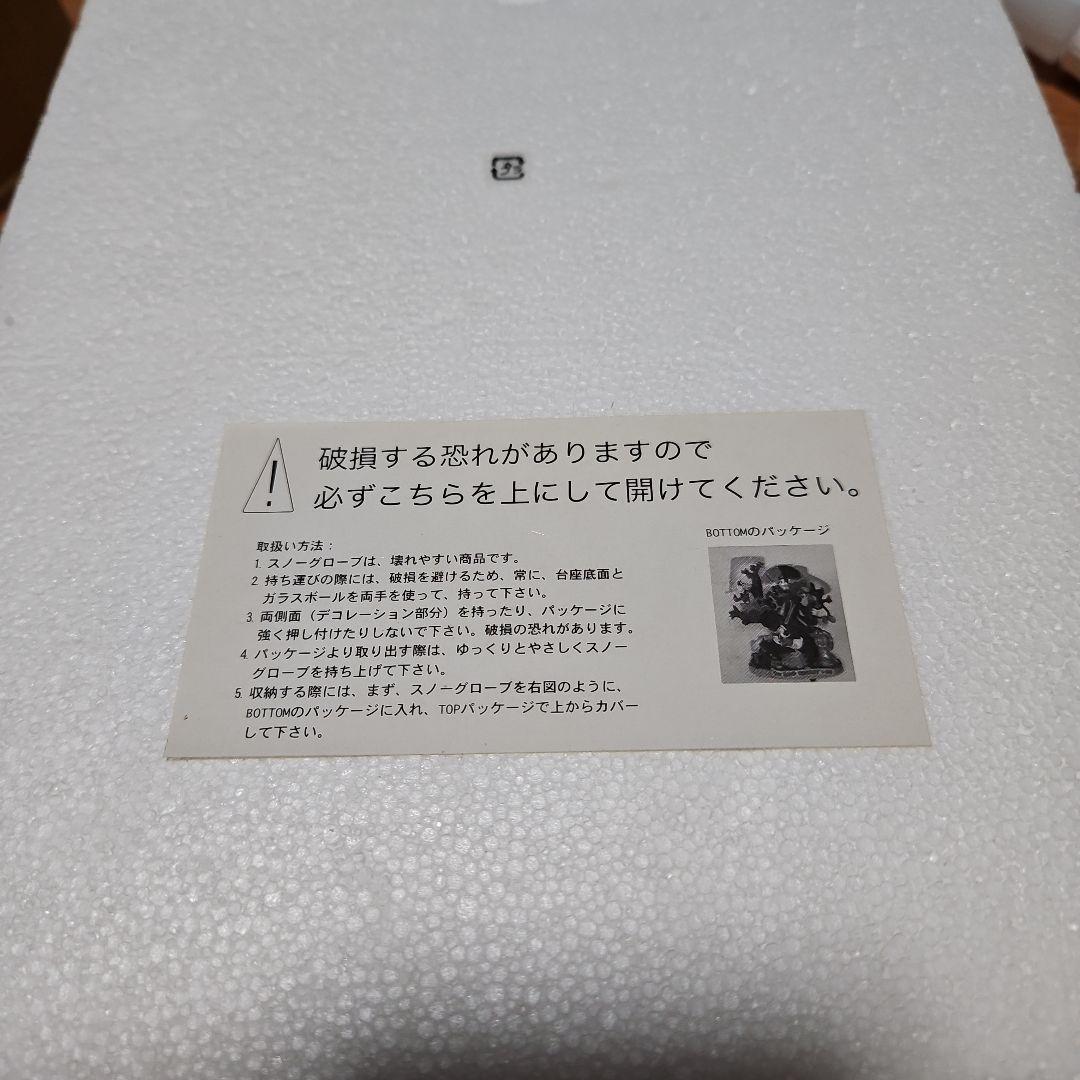 破損する恐れがありますので
必ずこちらを上にして開けてください。
取扱い方法：
1. スノーグローブは、壊れやすい商品です。
2. 持ち運びの際には、破損を避けるため、常に、台座底面と
ガラスボールを両手を使って、持って下さい。
3. 両側面（デコレーション部分）を持ったり、パッケージに
強く押し付けたりしないで下さい。破損の恐れがあります。
4. パッケージより取り出す際は、ゆっくりとやさしくスノー
グローブを持ち上げて下さい。
5. 収納する際には、まず、スノーグローブを右図のように、
BOTTOMのパッケージに入れ、TOPパッケージで上からカバー
して下さい。
BOTTOMのパッケージ